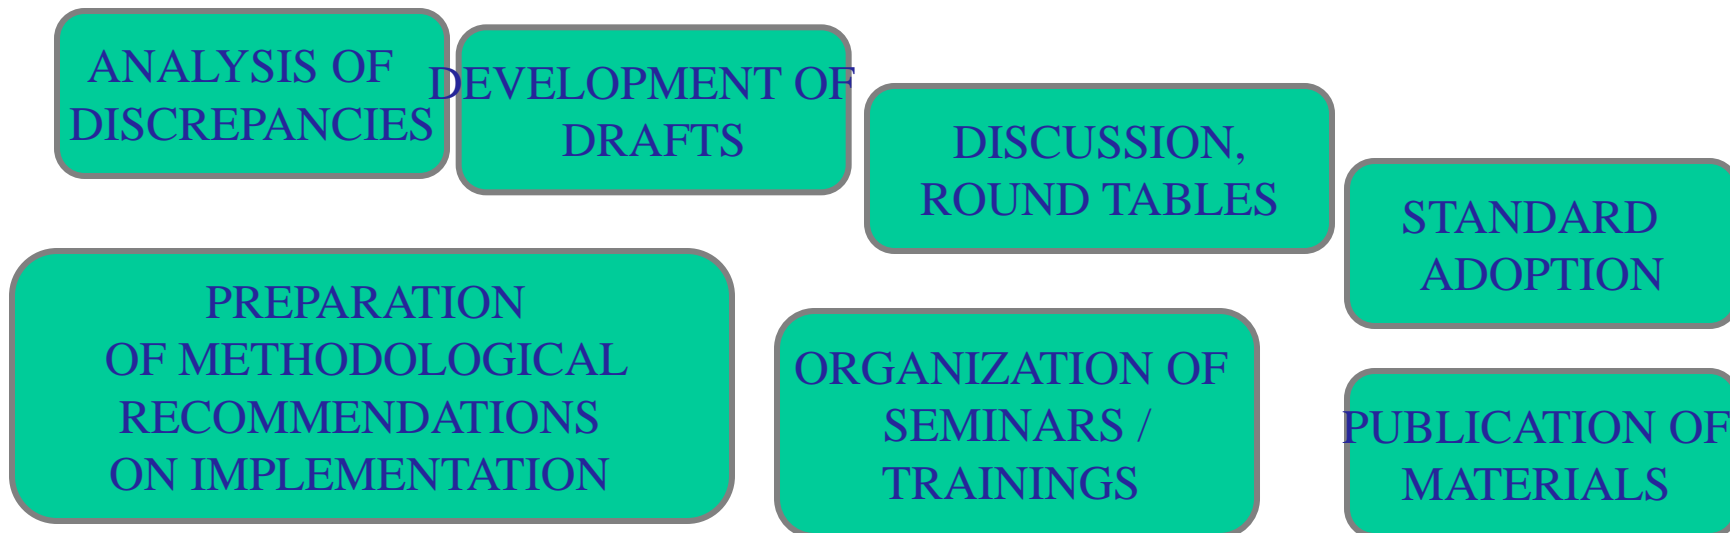 ANALYSIS OF
DISCREPANCIES
DEVELOPMENT OF
DRAFTS
DISCUSSION,
ROUND TABLES
STANDARD
ADOPTION
PREPARATION
OF METHODOLOGICAL
RECOMMENDATIONS
ON IMPLEMENTATION
ORGANIZATION OF
SEMINARS /
TRAININGS
PUBLICATION OF
MATERIALS